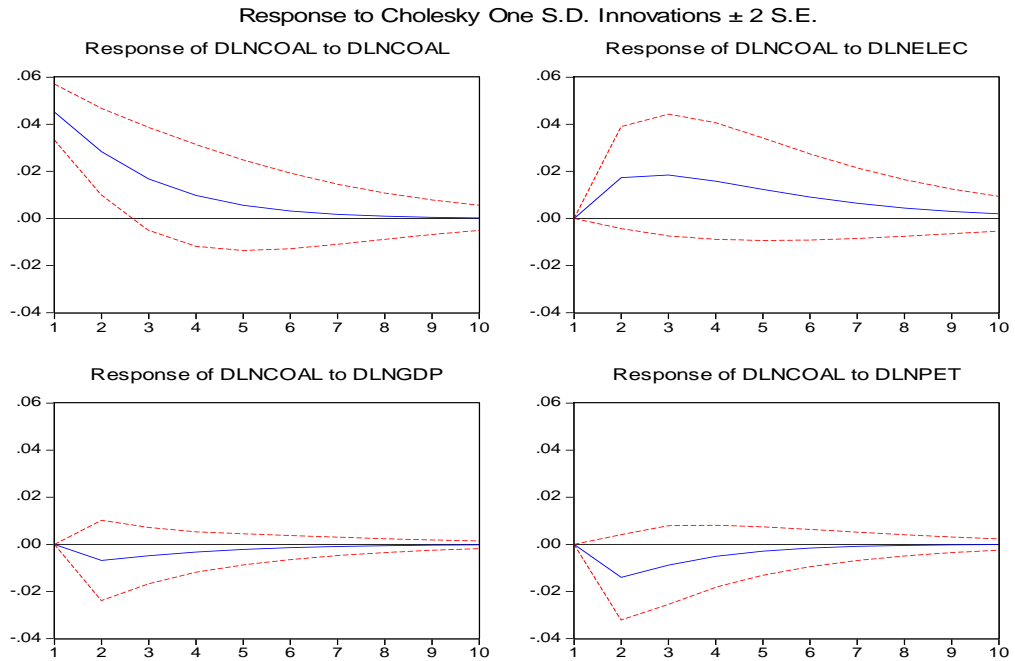 Response to Cholesky One S.D. Innovations ± 2 S.E.
Response of DLNCOAL to DLNCOAL
.06
.04
.02
.00
-.02
-.04
1 2 3 4 5 6 7 8 9 10
Response of DLNCOAL to DLNELEC
.06
.04
.02
.00
-.02
-.04
1 2 3 4 5 6 7 8 9 10
Response of DLNCOAL to DLNGDP
.06
.04
.02
.00
-.02
-.04
1 2 3 4 5 6 7 8 9 10
Response of DLNCOAL to DLNPET
.06
.04
.02
.00
-.02
-.04
1 2 3 4 5 6 7 8 9 10